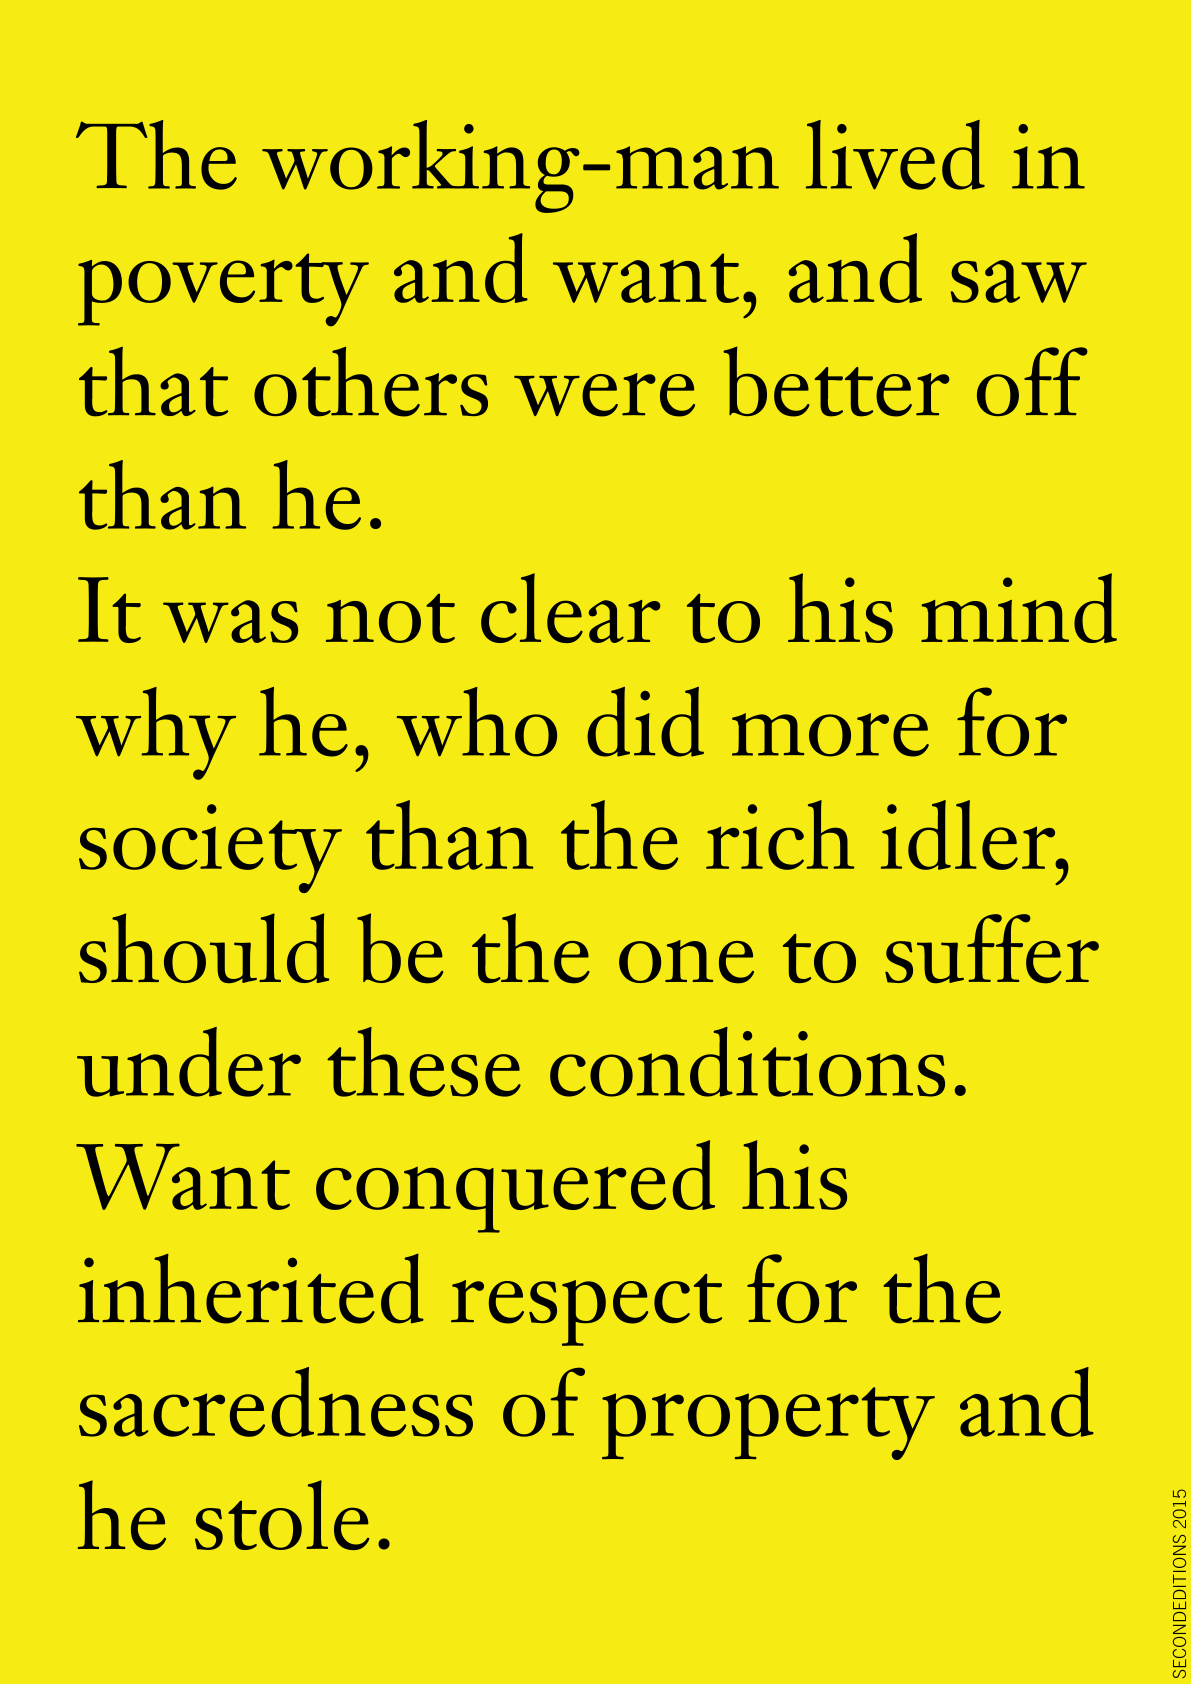 The working-man lived in
poverty and want, and saw
that others were better off
than he.
It was not clear to his mind
why he, who did more for
society than the rich idler,
should be the one to suffer
under these conditions.
Want conquered his
inherited respect for the
sacredness of property and
he stole.
SECONDEDITIONS 2015